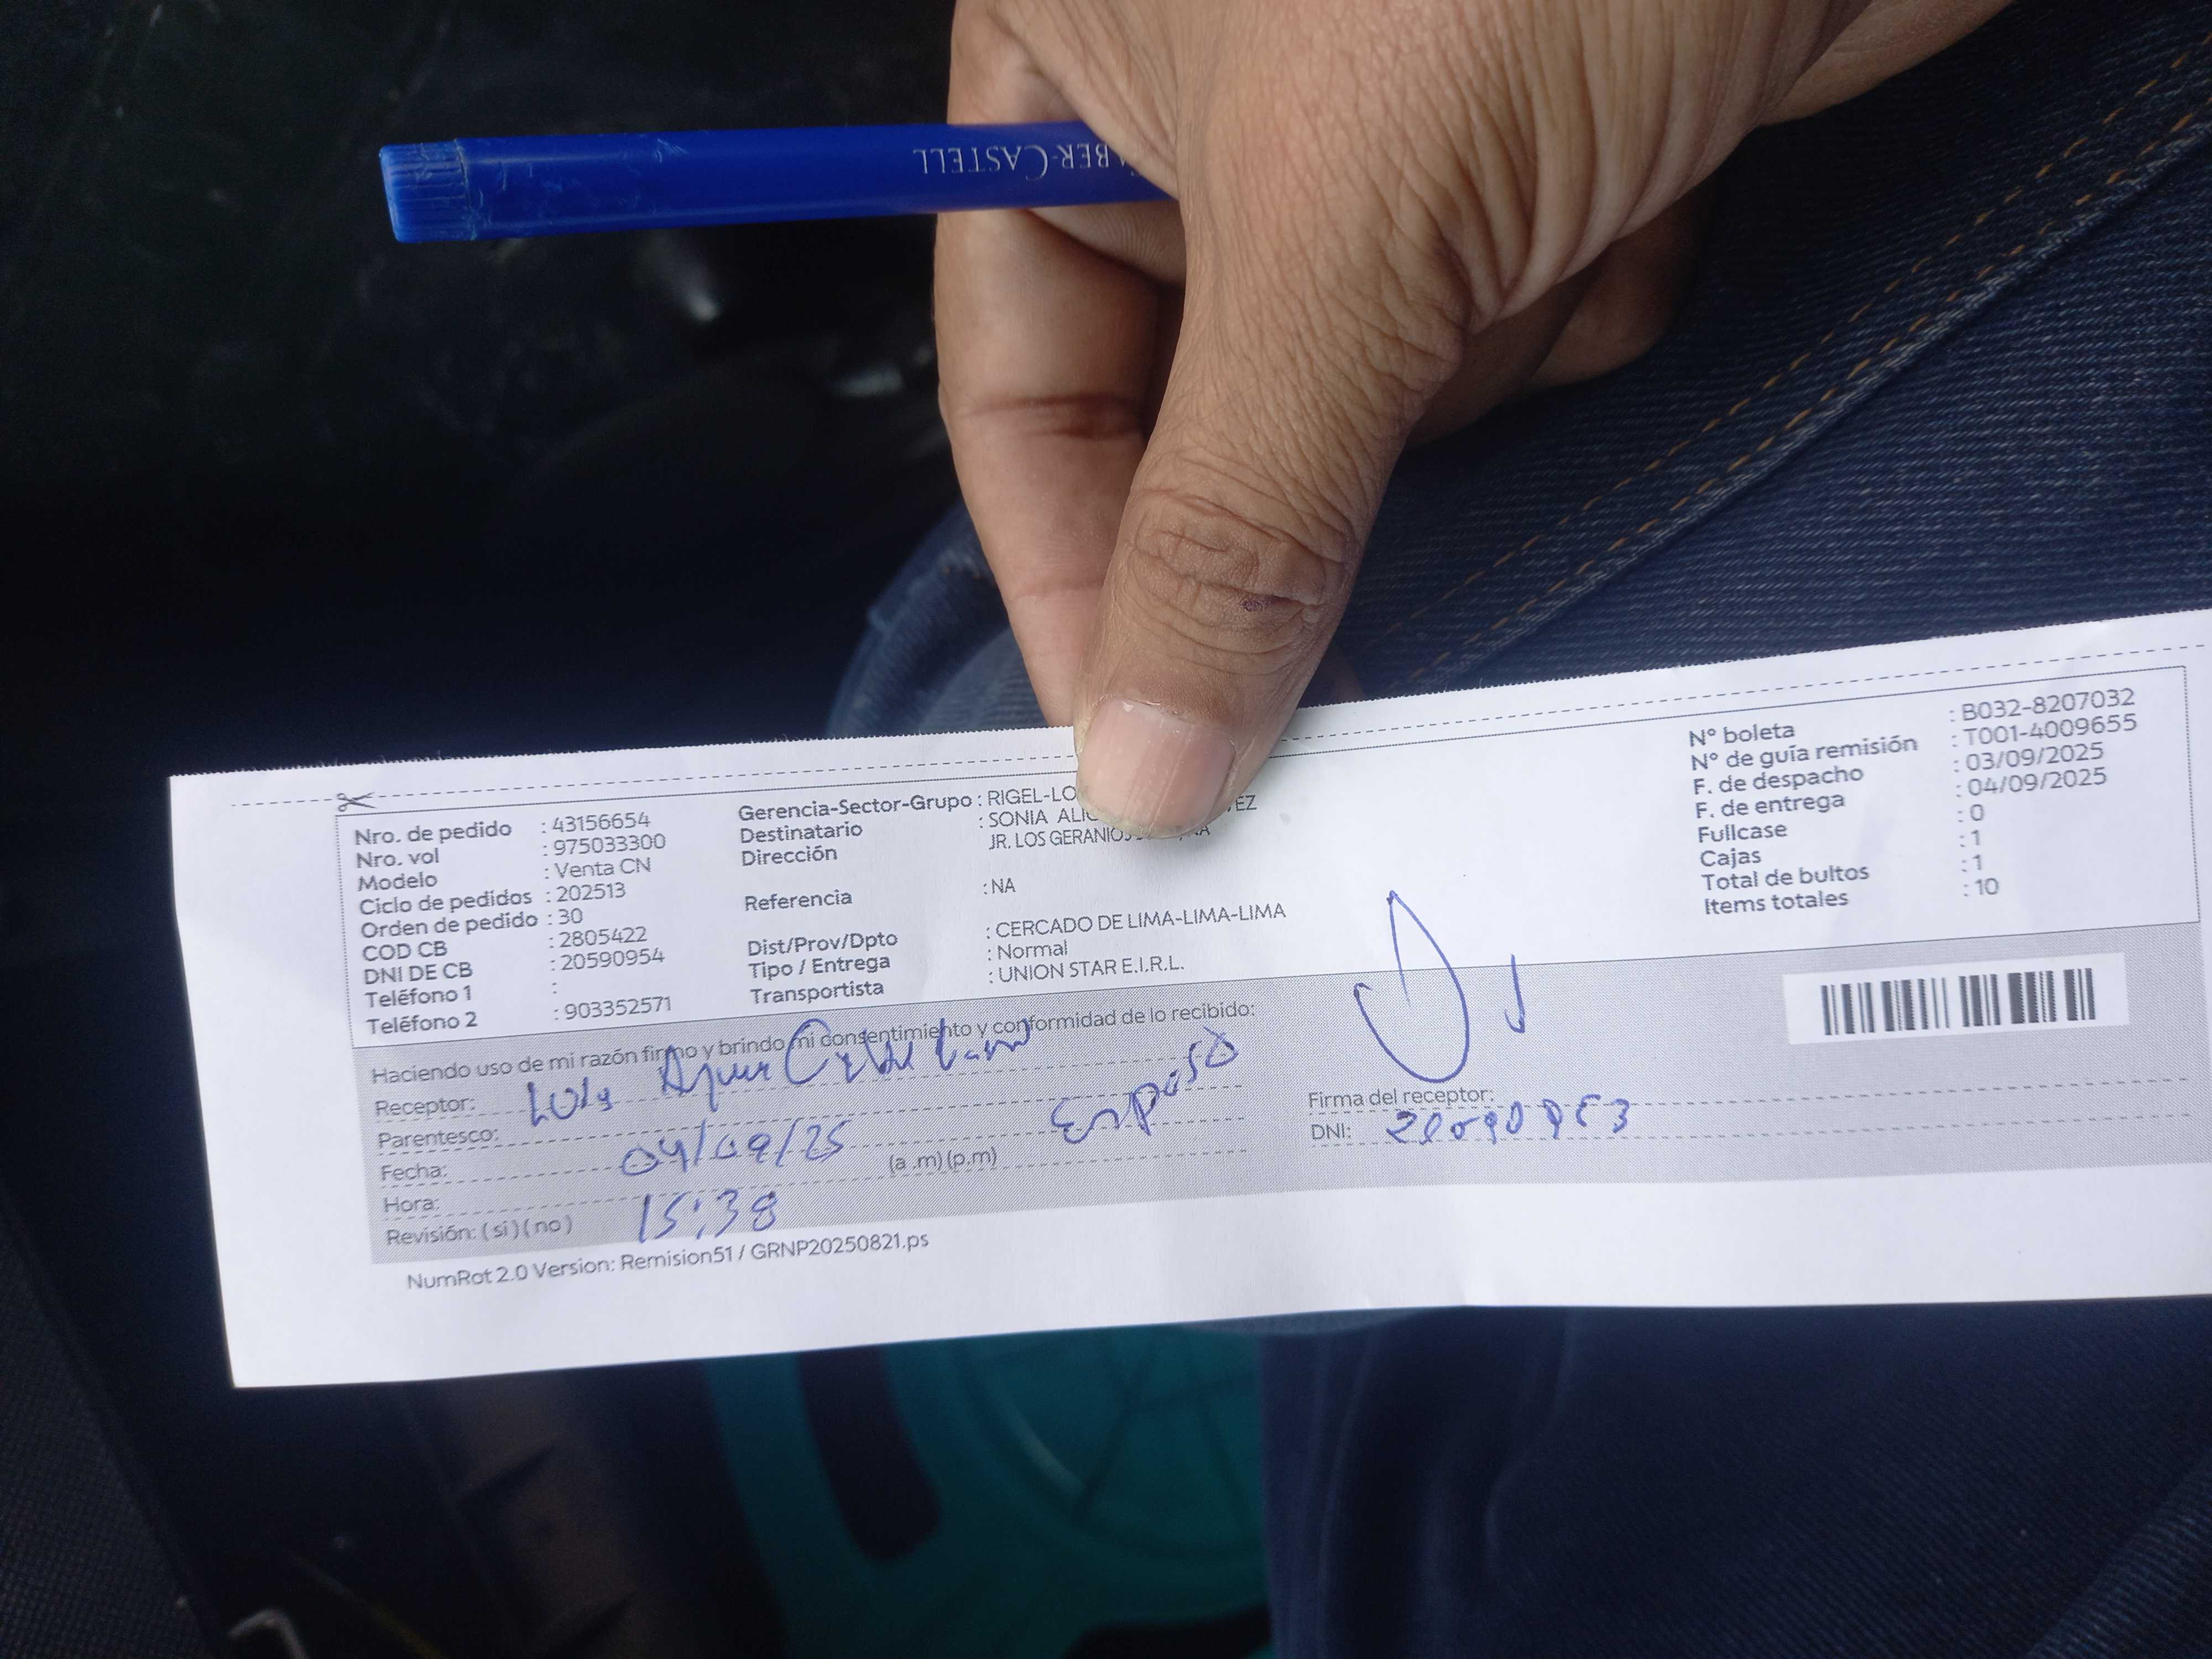 ABER-CASTELL
Nro. de pedido : 43156654
Nro. vol : 975033300
Modelo : Venta CN
Ciclo de pedidos : 202513
Orden de pedido : 30
COD CB : 2805422
DNI DE CB : 20590954
Teléfono 1 :
Teléfono 2 : 903352571
Gerencia-Sector-Grupo : RIGEL-LO
Destinatario : SONIA ALI EZ
Dirección JR. LOS GERANIOS
Referencia : NA
Dist/Prov/Dpto : CERCADO DE LIMA-LIMA-LIMA
Tipo / Entrega : Normal
Transportista : UNION STAR E.I.R.L.
N° boleta : B032-8207032
N° de guía remisión : T001-4009655
F. de despacho : 03/09/2025
F. de entrega : 04/09/2025
Fullcase : 0
Cajas : 1
Total de bultos : 1
Items totales : 10
Haciendo uso de mi razón firmo y brindo mi consentimiento y conformidad de lo recibido:
Receptor:
Parentesco: Esposo
Fecha: 04/09/25
Hora: 15:38 (a .m) (p.m)
Revisión: ( si ) ( no )
Firma del receptor:
DNI:
NumRot 2.0 Version: Remision51 / GRNP20250821.ps